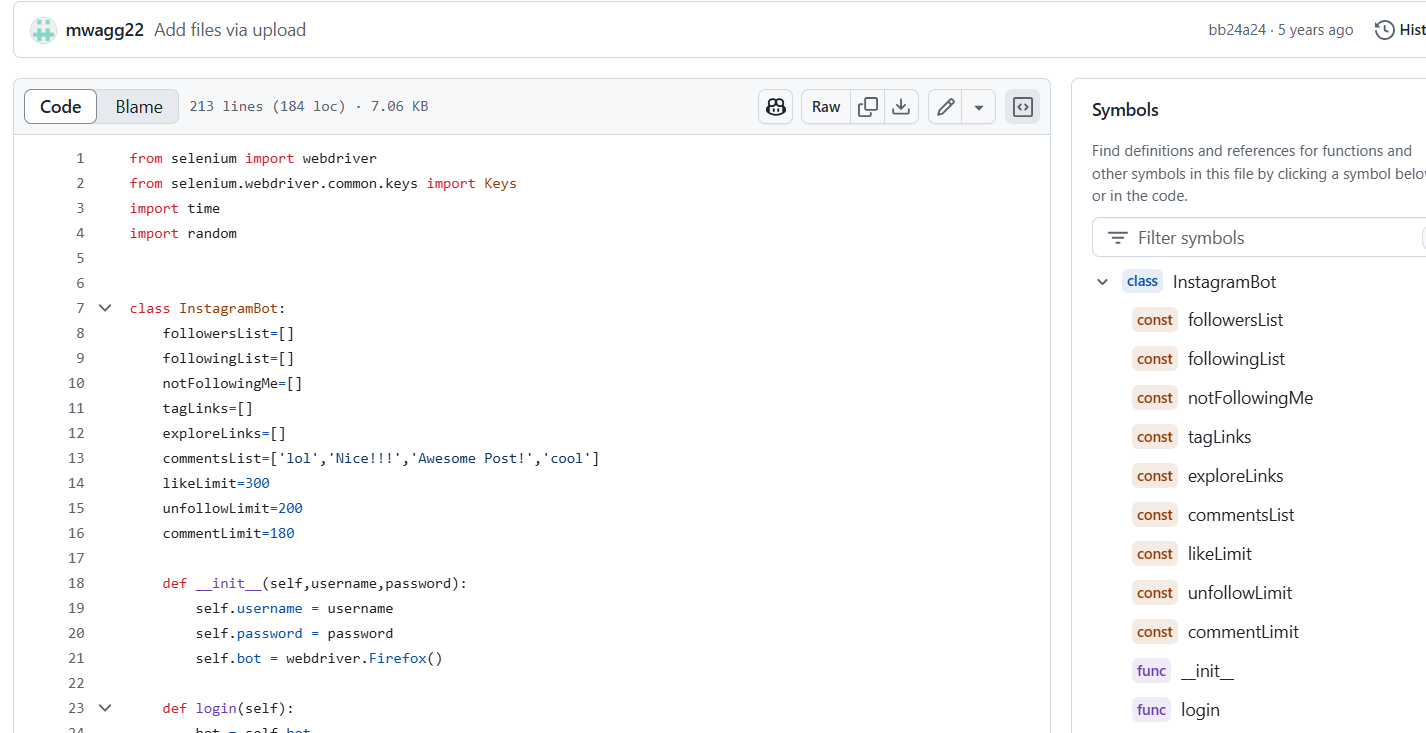 mwagg22 Add files via upload bb24a24 · 5 years ago Hist
Code Blame 213 lines (184 loc) · 7.06 KB Raw
1 from selenium import webdriver
2 from selenium.webdriver.common.keys import Keys
3 import time
4 import random
5
6
7 class InstagramBot:
8 followersList=[]
9 followingList=[]
10 notFollowingMe=[]
11 tagLinks=[]
12 exploreLinks=[]
13 commentsList=['lol','Nice!!!','Awesome Post!','cool']
14 likeLimit=300
15 unfollowLimit=200
16 commentLimit=180
17
18 def __init__(self,username,password):
19 self.username = username
20 self.password = password
21 self.bot = webdriver.Firefox()
22
23 def login(self):
24 bot = self.bot
Symbols
Find definitions and references for functions and
other symbols in this file by clicking a symbol belo
or in the code.
Filter symbols
class InstagramBot
const followersList
const followingList
const notFollowingMe
const tagLinks
const exploreLinks
const commentsList
const likeLimit
const unfollowLimit
const commentLimit
func __init__
func login